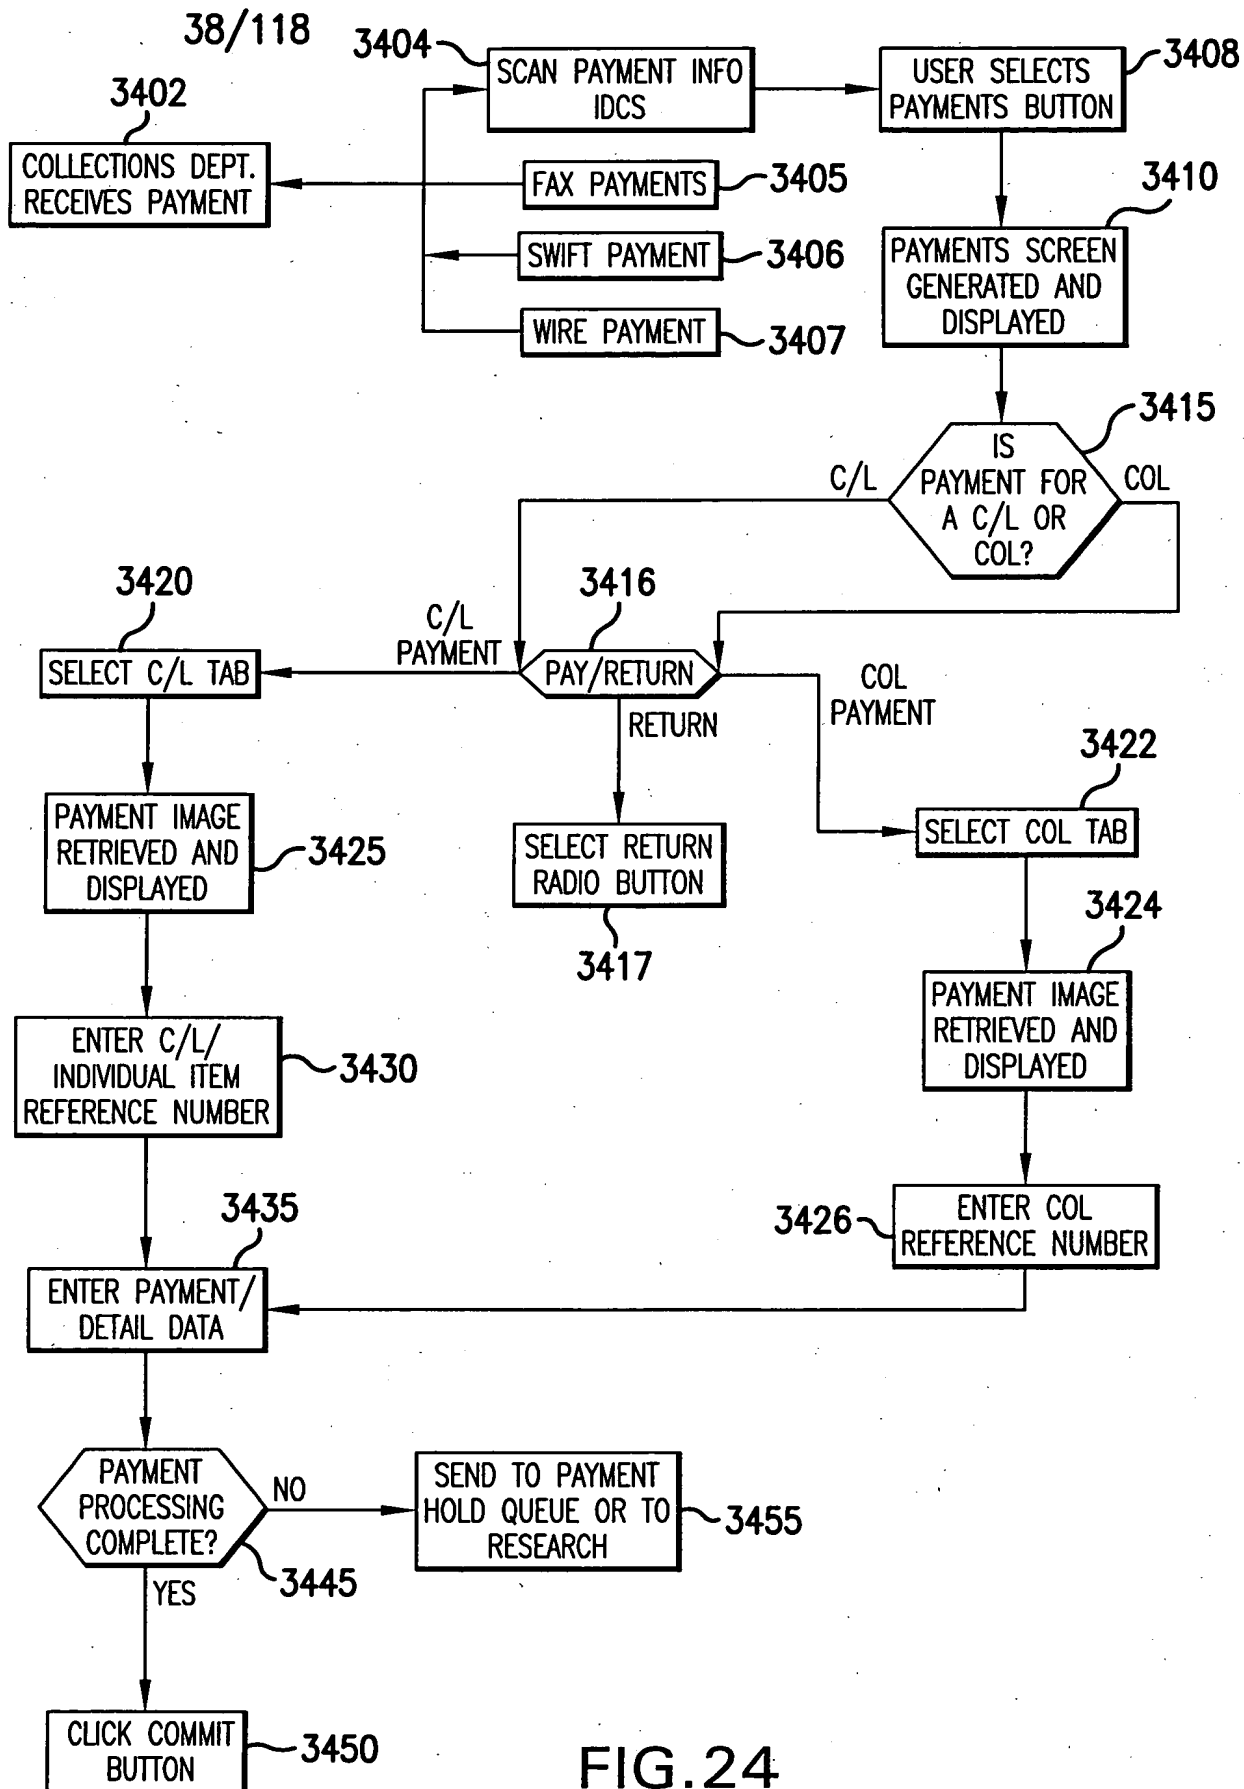 38/118
3402
COLLECTIONS DEPT.
RECEIVES PAYMENT
3404
SCAN PAYMENT INFO
IDCS
FAX PAYMENTS
3405
SWIFT PAYMENT
3406
WIRE PAYMENT
3407
USER SELECTS
PAYMENTS BUTTON
3408
3410
PAYMENTS SCREEN
GENERATED AND
DISPLAYED
3415
IS
PAYMENT FOR
A C/L OR
COL?
C/L
COL
3416
PAY/RETURN
C/L
PAYMENT
RETURN
COL
PAYMENT
3420
SELECT C/L TAB
PAYMENT IMAGE
RETRIEVED AND
DISPLAYED
3425
SELECT RETURN
RADIO BUTTON
3417
3422
SELECT COL TAB
3424
PAYMENT IMAGE
RETRIEVED AND
DISPLAYED
ENTER C/L/
INDIVIDUAL ITEM
REFERENCE NUMBER
3430
3426
ENTER COL
REFERENCE NUMBER
3435
ENTER PAYMENT/
DETAIL DATA
PAYMENT
PROCESSING
COMPLETE?
3445
NO
YES
SEND TO PAYMENT
HOLD QUEUE OR TO
RESEARCH
3455
CLICK COMMIT
BUTTON
3450
FIG.24